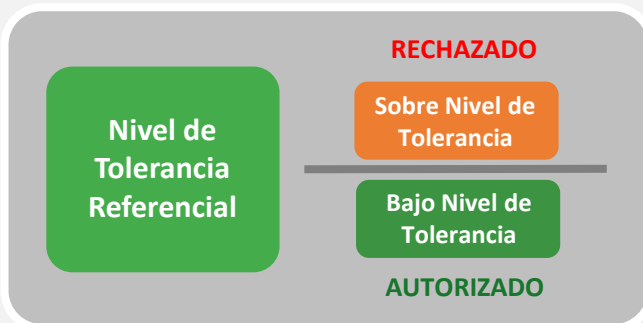 Nivel de
Tolerancia
Referencial
RECHAZADO
Sobre Nivel de
Tolerancia
Bajo Nivel de
Tolerancia
AUTORIZADO